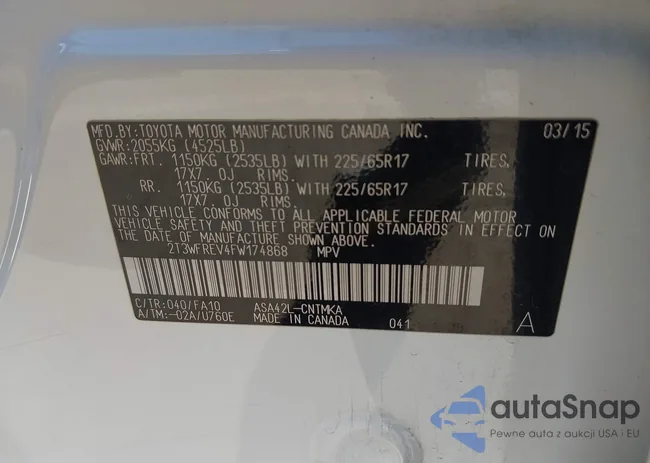 MFD.BY:TOYOTA MOTOR MANUFACTURING CANADA INC. 03/15
GVWR:2055KG (4525LB)
GAWR:FRT. 1150KG (2535LB) WITH 225/65R17 TIRES,
17X7.0J RIMS.
RR. 1150KG (2535LB) WITH 225/65R17 TIRES,
17X7.0J RIMS.
THIS VEHICLE CONFORMS TO ALL APPLICABLE FEDERAL MOTOR
VEHICLE SAFETY AND THEFT PREVENTION STANDARDS IN EFFECT ON
THE DATE OF MANUFACTURE SHOWN ABOVE.
2T3WFREV4FW174868 MPV
C/TR:040/FA10 ASA42L-CNTMKA
A/TM:-02A/U760E MADE IN CANADA 041 A
autaSnap
Pewne auta z aukcji USA i EU